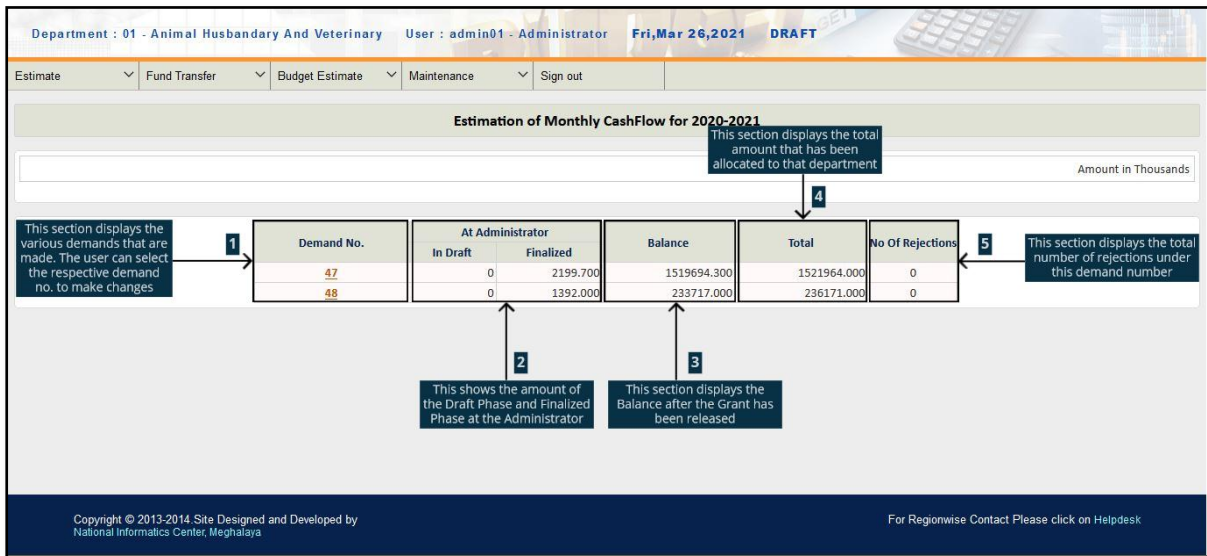 Department : 01 - Animal Husbandary And Veterinary User : admin01 - Administrator Fri,Mar 26,2021 DRAFT
Estimate Fund Transfer Budget Estimate Maintenance Sign out
Estimation of Monthly CashFlow for 2020-2021
This section displays the total
amount that has been
allocated to that department
Amount in Thousands
4
This section displays the
various demands that are
made. The user can select
the respective demand
no. to make changes
1
Demand No. At Administrator Balance Total No Of Rejections
In Draft Finalized
47 0 2199.700 1519694.300 1521964.000 0
48 0 1392.000 233717.000 236171.000 0
5
This section displays the total
number of rejections under
this demand number
2
This shows the amount of
the Draft Phase and Finalized
Phase at the Administrator
3
This section displays the
Balance after the Grant has
been released
Copyright © 2013-2014.Site Designed and Developed by
National Informatics Center, Meghalaya
For Regionwise Contact Please click on Helpdesk